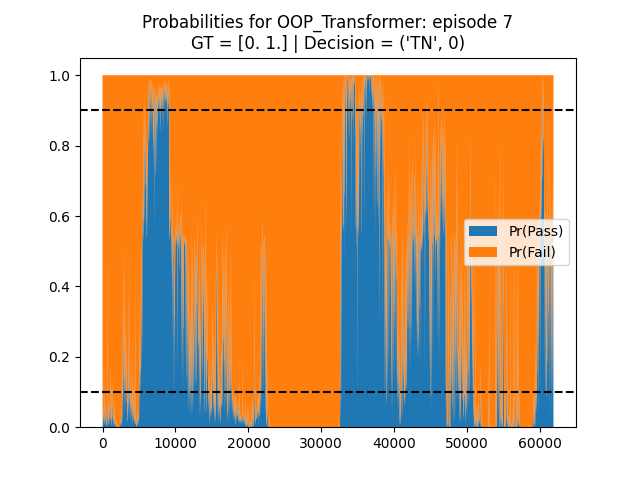 Probabilities for OOP_Transformer: episode 7
GT = [0. 1.] | Decision = ('TN', 0)
1.0
0.8
0.6
0.4
0.2
0.0
Pr(Pass)
Pr(Fail)
0 10000 20000 30000 40000 50000 60000